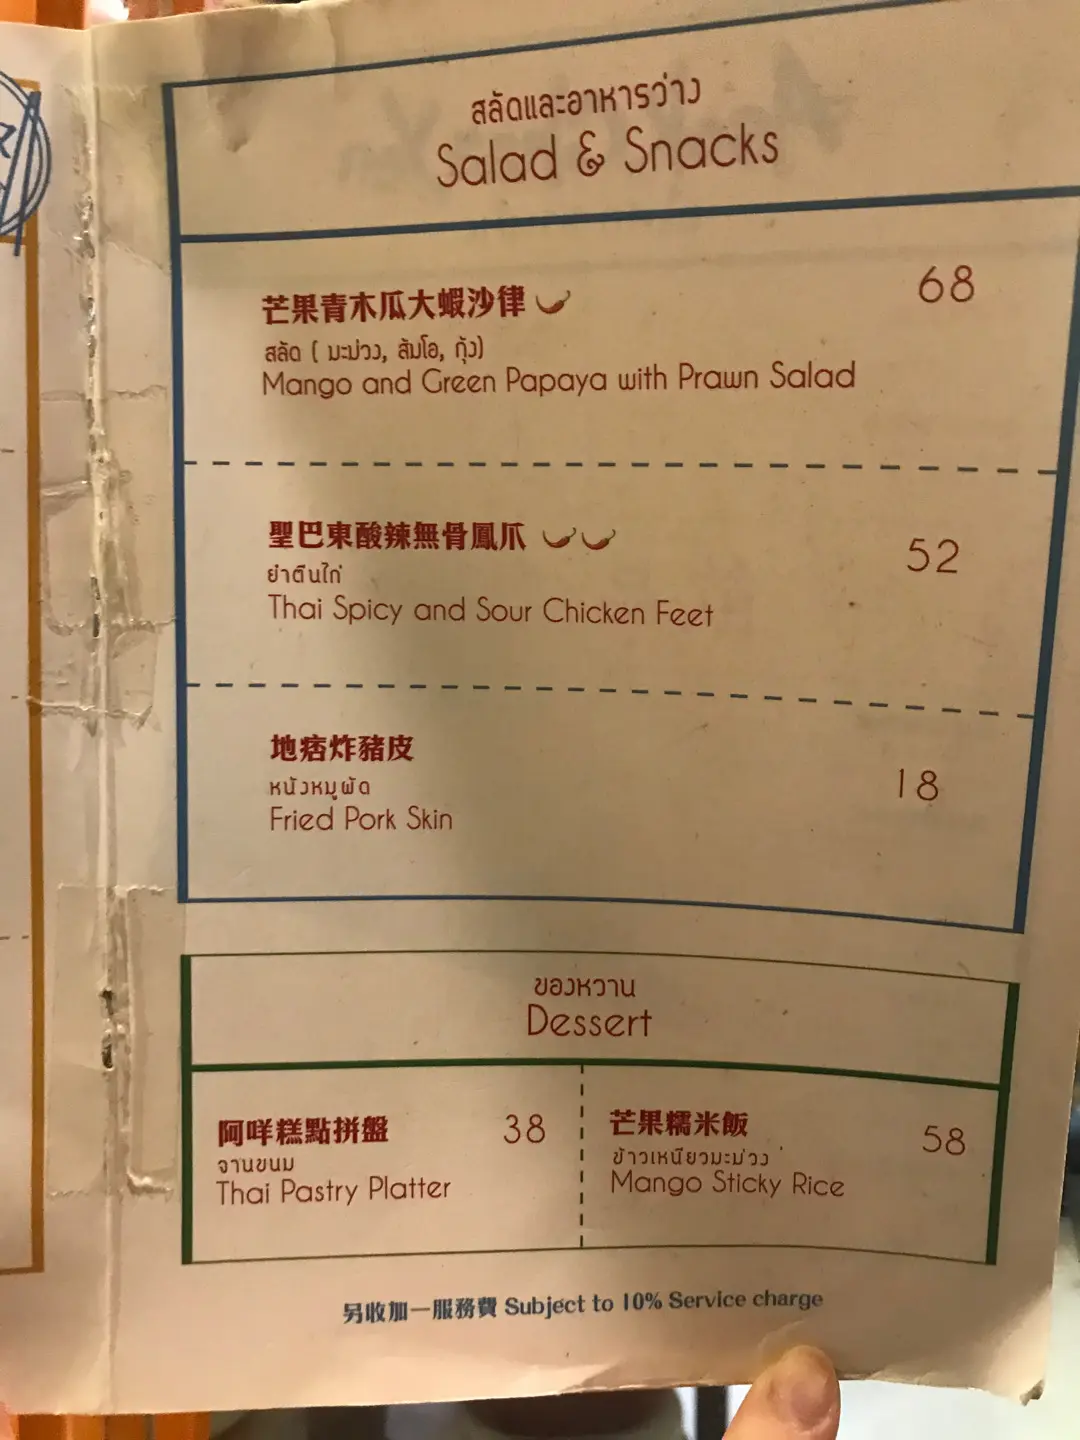 สลัดและอาหารว่าง
Salad & Snacks
芒果青木瓜大蝦沙律
68
สลัด ( มะม่วง, ส้มโอ, กุ้ง)
Mango and Green Papaya with Prawn Salad
聖巴東酸辣無骨鳳爪
52
ยำตีนไก่
Thai Spicy and Sour Chicken Feet
地痞炸豬皮
18
หนังหมูผัด
Fried Pork Skin
ของหวาน
Dessert
阿咩糕點拼盤
38
จานขนม
Thai Pastry Platter
芒果糯米飯
58
ข้าวเหนียวมะม่วง
Mango Sticky Rice
另收加一服務費 Subject to 10% Service charge